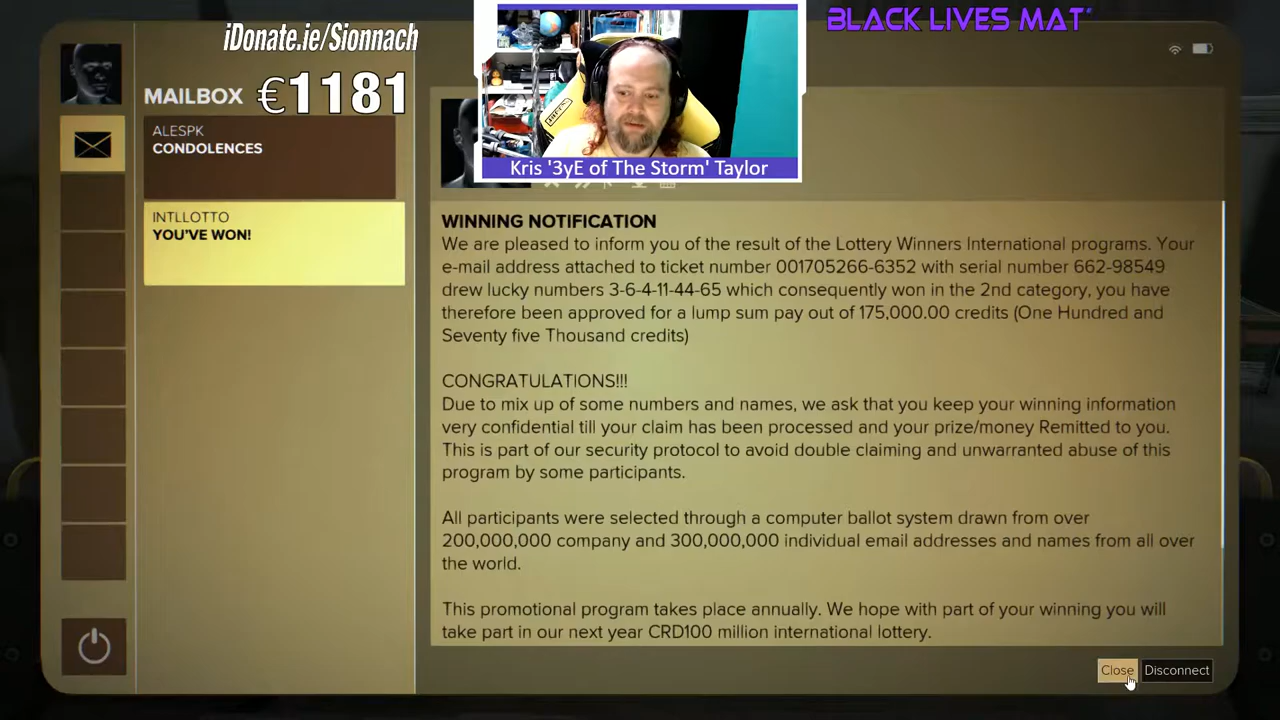 iDonate.ie/Sionnach
€1181
BLACK LIVES MAT
Kris '3yE of The Storm' Taylor
MAILBOX
ALESPK
CONDOLENCES
INTLLOTTO
YOU'VE WON!
WINNING NOTIFICATION
We are pleased to inform you of the result of the Lottery Winners International programs. Your
e-mail address attached to ticket number 001705266-6352 with serial number 662-98549
drew lucky numbers 3-6-4-11-44-65 which consequently won in the 2nd category, you have
therefore been approved for a lump sum pay out of 175,000.00 credits (One Hundred and
Seventy five Thousand credits)
CONGRATULATIONS!!!
Due to mix up of some numbers and names, we ask that you keep your winning information
very confidential till your claim has been processed and your prize/money Remitted to you.
This is part of our security protocol to avoid double claiming and unwarranted abuse of this
program by some participants.
All participants were selected through a computer ballot system drawn from over
200,000,000 company and 300,000,000 individual email addresses and names from all over
the world.
This promotional program takes place annually. We hope with part of your winning you will
take part in our next year CRD100 million international lottery.
Close
Disconnect